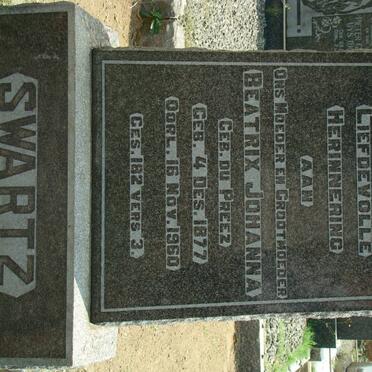 LIEFDEVOLLE
HERINNERING
AAN
ONS MOEDER EN GROOTMOEDER
BEATRIX JOHANNA
GEB. DU PREEZ
GEB. 4 DES. 1877
OORL. 16 NOV. 1960
GES. 182 VERS 3.
SWARTZ